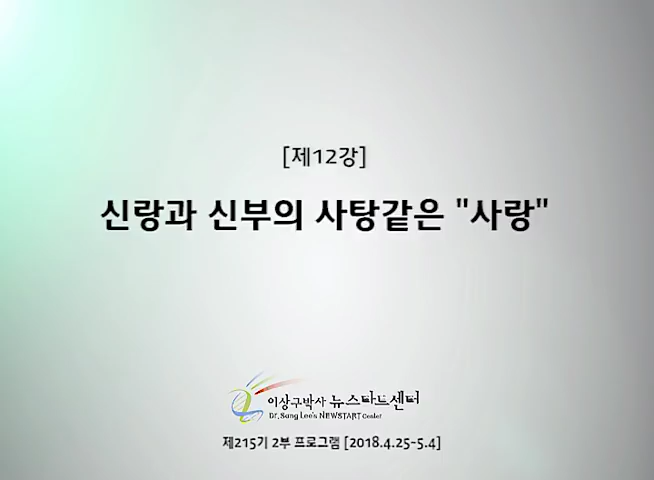 [제12강]
신랑과 신부의 사탕같은 "사랑"
이상구박사 뉴스타트센터
Dr. Sang Lee's NEWSTART Center
제215기 2부 프로그램 [2018.4.25-5.4]